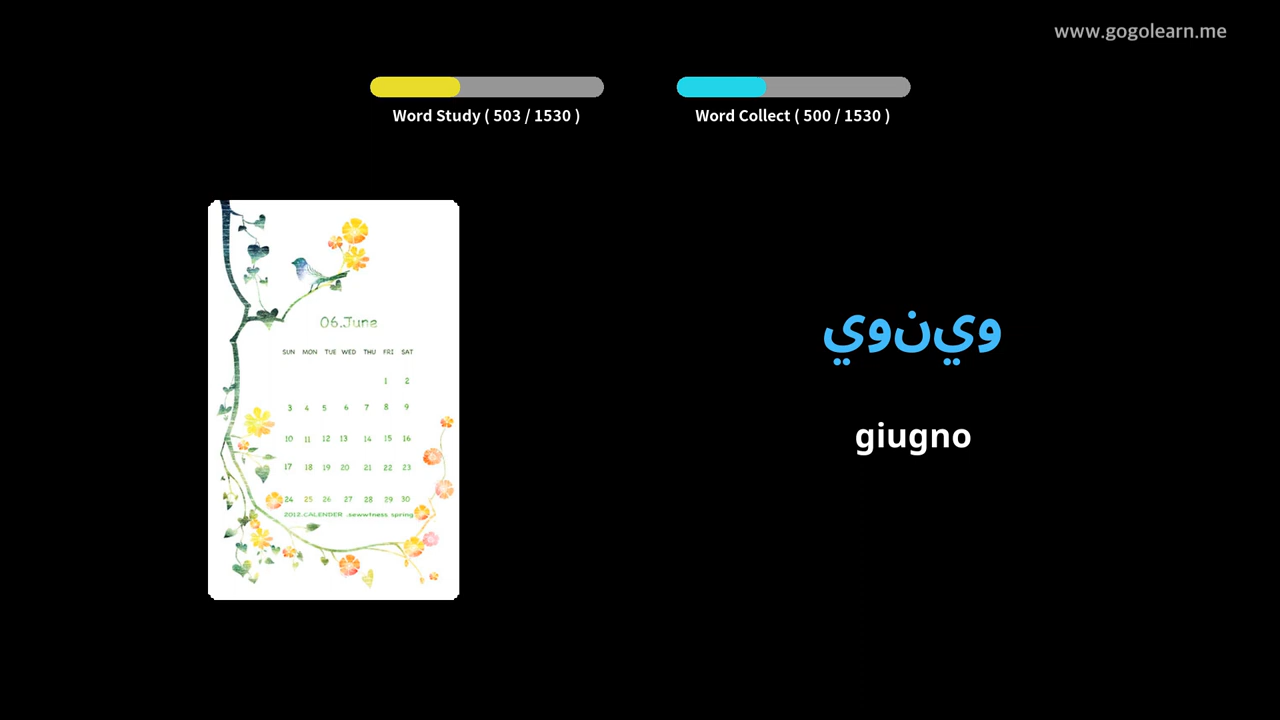 www.gogolearn.me
Word Study ( 503 / 1530 )
Word Collect ( 500 / 1530 )
06.June
SUN MON TUE WED THU FRI SAT
1 2
3 4 5 6 7 8 9
10 11 12 13 14 15 16
17 18 19 20 21 22 23
24 25 26 27 28 29 30
2012.CALENDER .sewwtness spring
وينوي
giugno